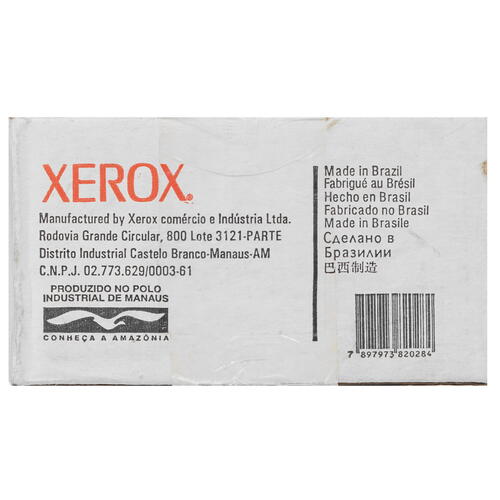 XEROX.
Manufactured by Xerox comércio e Indústria Ltda.
Rodovia Grande Circular, 800 Lote 3121-PARTE
Distrito Industrial Castelo Branco-Manaus-AM
C.N.P.J. 02.773.629/0003-61
PRODUZIDO NO POLO
INDUSTRIAL DE MANAUS
CONHEÇA A AMAZÔNIA
Made in Brazil
Fabrigué au Brésil
Hecho en Brasil
Fabricado no Brasil
Made in Brasile
Сделано в
Бразилии
巴西制造
7 897973 820284